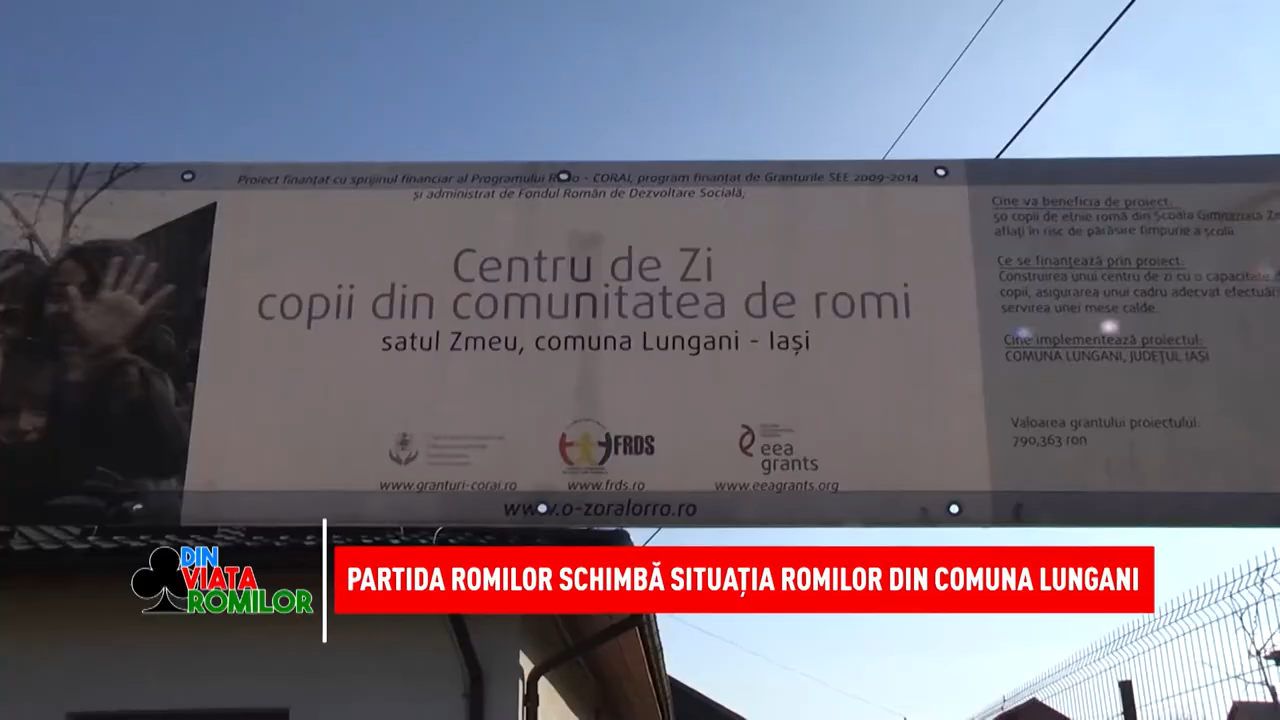 Proiect finanțat cu sprijinul financiar al Programului RO - CORAI, program finanțat de Granturile SEE 2009-2014
și administrat de Fondul Român de Dezvoltare Socială,
Centru de Zi
copii din comunitatea de romi
satul Zmeu, comuna Lungani - Iași
www.granturi-corai.ro
FRDS
www.frds.ro
eea
grants
www.eeagrants.org
www.o-zoralorro.ro
Cine va beneficia de proiect:
50 copii de etnie romă din Școala Gimnazială
aflați în risc de părăsire timpurie a școlii
Ce se finanțează prin proiect:
Construirea unui centru de zi cu o capacitate
copii, asigurarea unui cadru adecvat
servirea unei mese calde.
Cine implementează proiectul:
COMUNA LUNGANI, JUDEȚUL IAȘI
Valoarea grantului proiectului:
790,363 ron
DIN
VIATA
ROMILOR
PARTIDA ROMILOR SCHIMBĂ SITUAȚIA ROMILOR DIN COMUNA LUNGANI